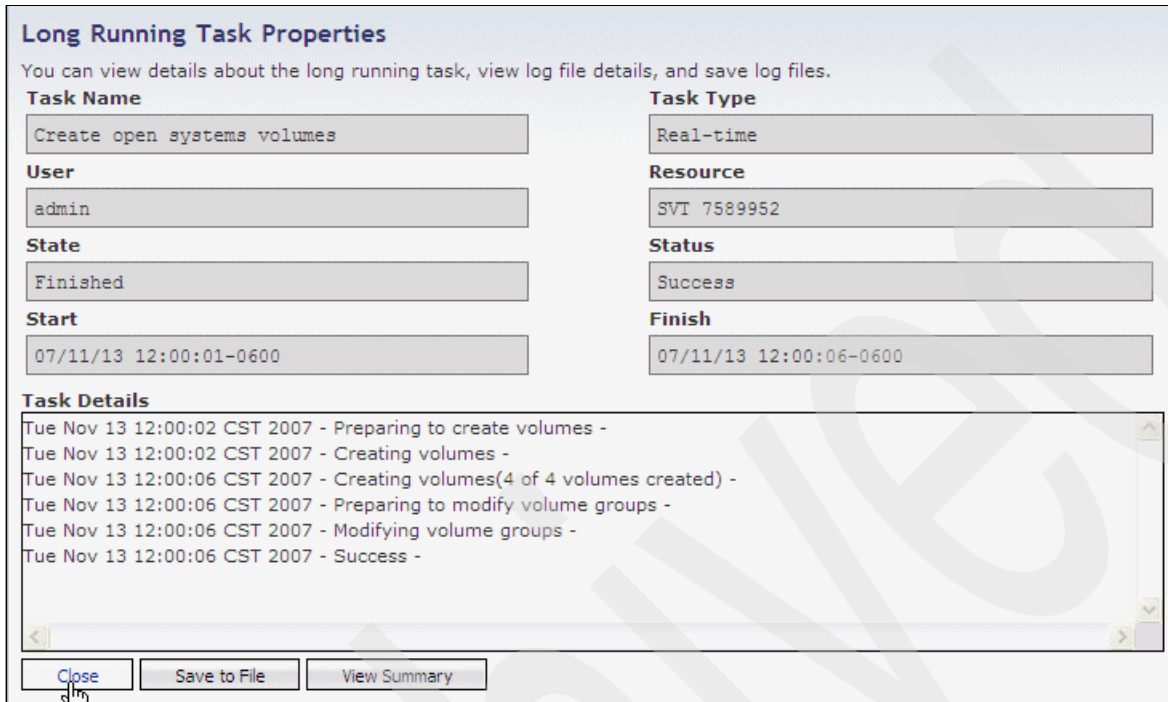 Long Running Task Properties
You can view details about the long running task, view log file details, and save log files.
Task Name
Task Type
Create open systems volumes
Real-time
User
Resource
admin
SVT 7589952
State
Status
Finished
Success
Start
Finish
07/11/13 12:00:01-0600
07/11/13 12:00:06-0600
Task Details
Tue Nov 13 12:00:02 CST 2007 - Preparing to create volumes -
Tue Nov 13 12:00:02 CST 2007 - Creating volumes -
Tue Nov 13 12:00:06 CST 2007 - Creating volumes(4 of 4 volumes created) -
Tue Nov 13 12:00:06 CST 2007 - Preparing to modify volume groups -
Tue Nov 13 12:00:06 CST 2007 - Modifying volume groups -
Tue Nov 13 12:00:06 CST 2007 - Success -
Close
Save to File
View Summary